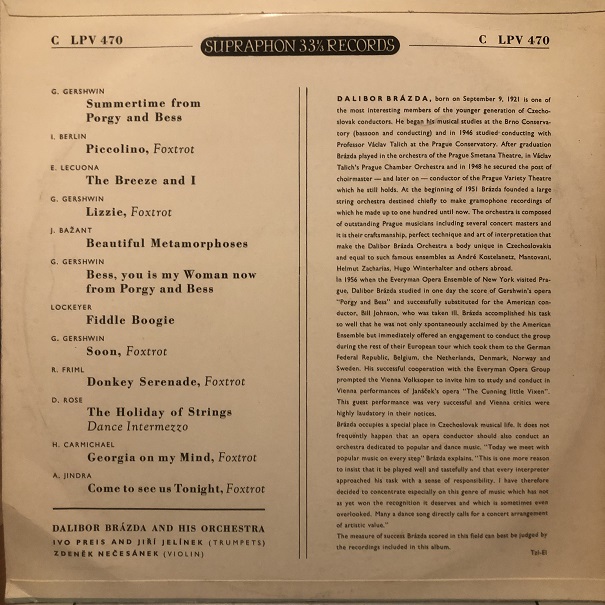 C LPV 470
SUPRAPHON 33⅓ RECORDS
C LPV 470
G. GERSHWIN
Summertime from
Porgy and Bess
I. BERLIN
Piccolino, Foxtrot
E. LECUONA
The Breeze and I
G. GERSHWIN
Lizzie, Foxtrot
J. BAŽANT
Beautiful Metamorphoses
G. GERSHWIN
Bess, you is my Woman now
from Porgy and Bess
LOCKEYER
Fiddle Boogie
G. GERSHWIN
Soon, Foxtrot
R. FRIML
Donkey Serenade, Foxtrot
D. ROSE
The Holiday of Strings
Dance Intermezzo
H. CARMICHAEL
Georgia on my Mind, Foxtrot
A. JINDRA
Come to see us Tonight, Foxtrot
DALIBOR BRÁZDA AND HIS ORCHESTRA
IVO PREIS AND JIŘÍ JELÍNEK (TRUMPETS)
ZDENĚK NEČESÁNEK (VIOLIN)
DALIBOR BRÁZDA, born on September 9, 1921 is one of
the most interesting members of the younger generation of Czecho-
slovak conductors. He began his musical studies at the Brno Conserva-
tory (bassoon and conducting) and in 1946 studied conducting with
Professor Václav Talich at the Prague Conservatory. After graduation
Brázda played in the orchestra of the Prague Smetana Theatre, in Václav
Talich's Prague Chamber Orchestra and in 1948 he secured the post of
choirmaster — and later on — conductor of the Prague Variety Theatre
which he still holds. At the beginning of 1951 Brázda founded a large
string orchestra destined chiefly to make gramophone recordings of
which he made up to one hundred until now. The orchestra is composed
of outstanding Prague musicians including several concert masters and
it is their craftsmanship, perfect technique and art of interpretation that
make the Dalibor Brázda Orchestra a body unique in Czechoslovakia
and equal to such famous ensembles as André Kostelanetz, Mantovani,
Helmut Zacharias, Hugo Winterhalter and others abroad.
In 1956 when the Everyman Opera Ensemble of New York visited Pra-
gue, Dalibor Brázda studied in one day the score of Gershwin's opera
"Porgy and Bess" and successfully substituted for the American con-
ductor, Bill Johnson, who was taken ill. Brázda accomplished his task
so well that he was not only spontaneously acclaimed by the American
Ensemble but immediately offered an engagement to conduct the group
during the rest of their European tour which took them to the German
Federal Republic, Belgium, the Netherlands, Denmark, Norway and
Sweden. His successful cooperation with the Everyman Opera Group
prompted the Vienna Volksoper to invite him to study and conduct in
Vienna performances of Janáček's opera "The Cunning little Vixen".
This guest performance was very successful and Vienna critics were
highly laudatory in their notices.
Brázda occupies a special place in Czechoslovak musical life. It does not
frequently happen that an opera conductor should also conduct an
orchestra dedicated to popular and dance music. "Today we meet with
popular music on every step" Brázda explains. "This is one more reason
to insist that it be played well and tastefully and that every interpreter
approached his task with a sense of responsibility. I have therefore
decided to concentrate especially on this genre of music which has not
as yet won the recognition it deserves and which is sometimes even
overlooked. Many a dance song directly calls for a concert arrangement
of artistic value."
The measure of success Brázda scored in this field can best be judged by
the recordings included in this album.